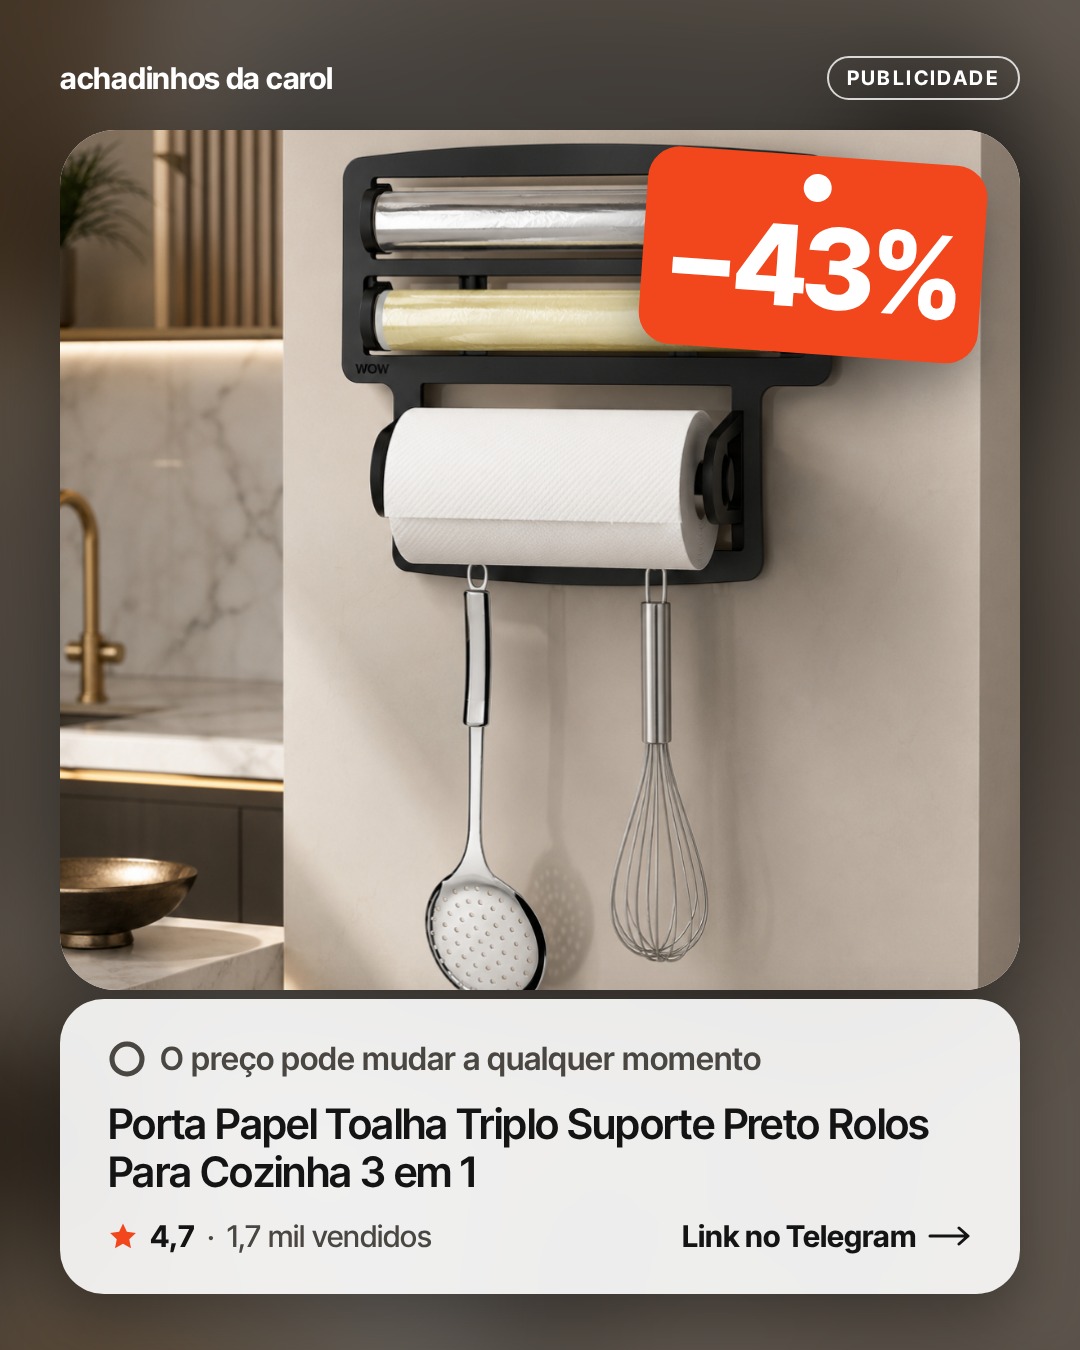 achadinhos da carol
PUBLICIDADE
−43%
WOW
O preço pode mudar a qualquer momento
Porta Papel Toalha Triplo Suporte Preto Rolos
Para Cozinha 3 em 1
4,7 · 1,7 mil vendidos
Link no Telegram →